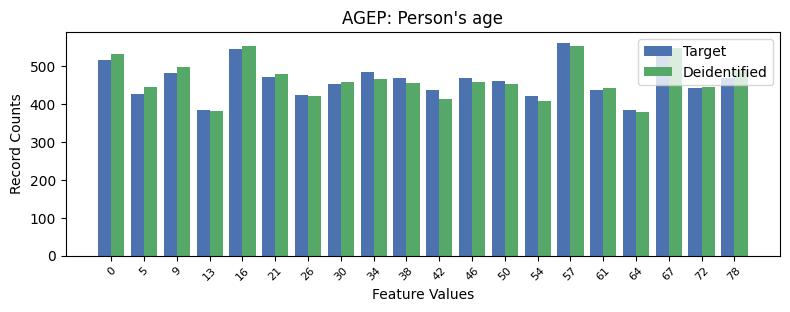 AGEP: Person's age
Target
Deidentified
Record Counts
500
400
300
200
100
0
0 5 9 13 16 21 26 30 34 38 42 46 50 54 57 61 64 67 72 78
Feature Values